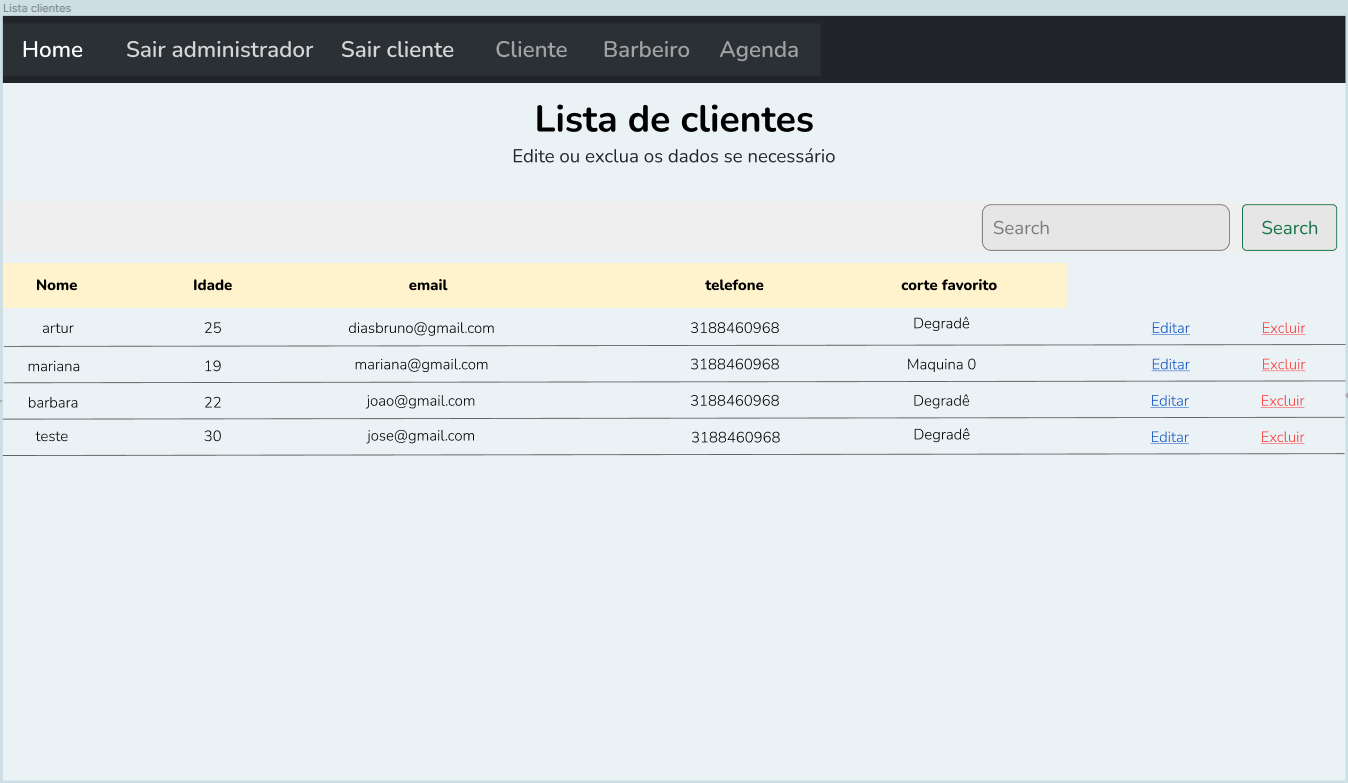 Lista clientes
Home Sair administrador Sair cliente Cliente Barbeiro Agenda
Lista de clientes
Edite ou exclua os dados se necessário
Search Search
Nome Idade email telefone corte favorito
artur 25 diasbruno@gmail.com 3188460968 Degradê Editar Excluir
mariana 19 mariana@gmail.com 3188460968 Maquina 0 Editar Excluir
barbara 22 joao@gmail.com 3188460968 Degradê Editar Excluir
teste 30 jose@gmail.com 3188460968 Degradê Editar Excluir